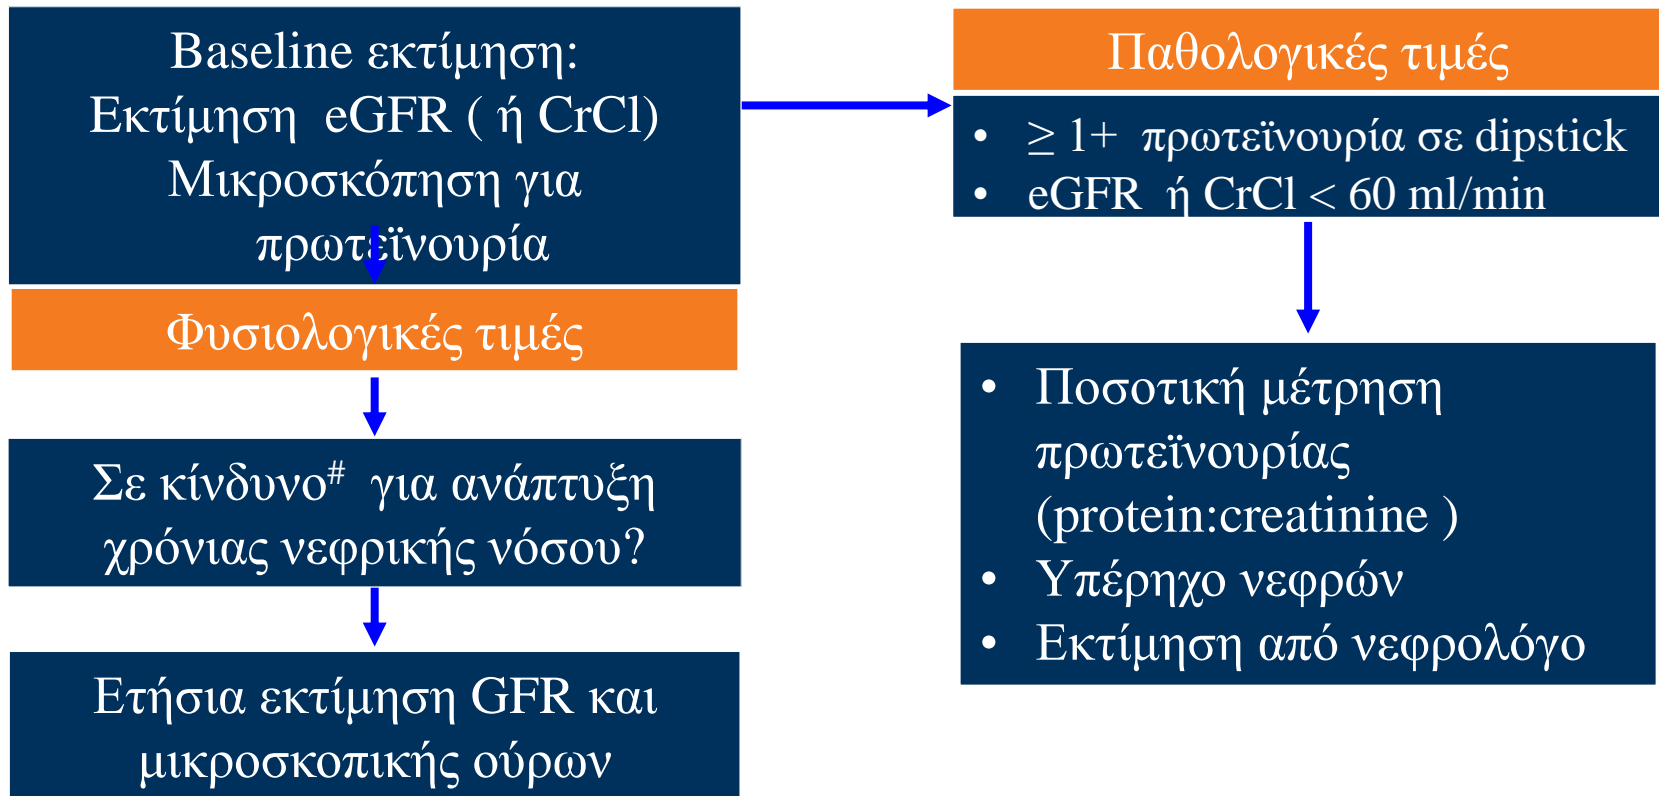 Baseline εκτίμηση:
Εκτίμηση eGFR ( ή CrCl)
Μικροσκόπηση για
πρωτεϊνουρία
Φυσιολογικές τιμές
Σε κίνδυνο# για ανάπτυξη
χρόνιας νεφρικής νόσου?
Ετήσια εκτίμηση GFR και
μικροσκοπικής ούρων
Παθολογικές τιμές
• ≥ 1+ πρωτεϊνουρία σε dipstick
• eGFR ή CrCl < 60 ml/min
• Ποσοτική μέτρηση
πρωτεϊνουρίας
(protein:creatinine )
• Υπέρηχο νεφρών
• Εκτίμηση από νεφρολόγο